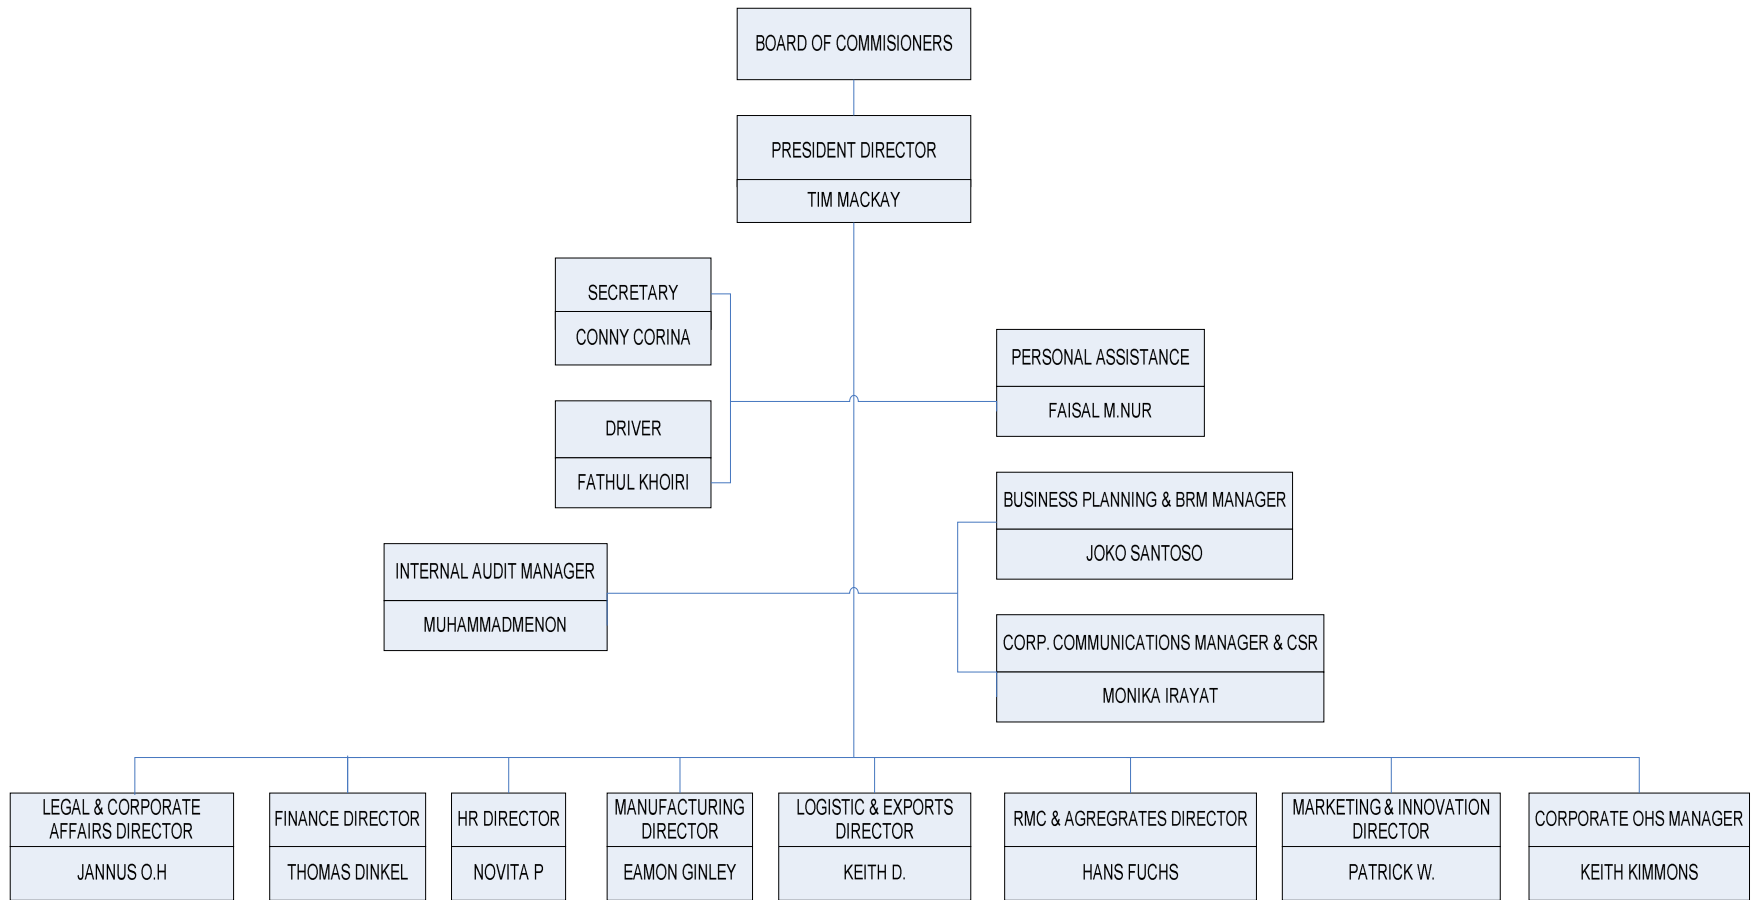 BOARD OF COMMISIONERS
PRESIDENT DIRECTOR
TIM MACKAY
SECRETARY
CONNY CORINA
PERSONAL ASSISTANCE
FAISAL M.NUR
DRIVER
FATHUL KHOIRI
BUSINESS PLANNING & BRM MANAGER
JOKO SANTOSO
INTERNAL AUDIT MANAGER
MUHAMMADMENON
CORP. COMMUNICATIONS MANAGER & CSR
MONIKA IRAYAT
LEGAL & CORPORATE
AFFAIRS DIRECTOR
JANNUS O.H
FINANCE DIRECTOR
THOMAS DINKEL
HR DIRECTOR
NOVITA P
MANUFACTURING
DIRECTOR
EAMON GINLEY
LOGISTIC & EXPORTS
DIRECTOR
KEITH D.
RMC & AGREGRATES DIRECTOR
HANS FUCHS
MARKETING & INNOVATION
DIRECTOR
PATRICK W.
CORPORATE OHS MANAGER
KEITH KIMMONS